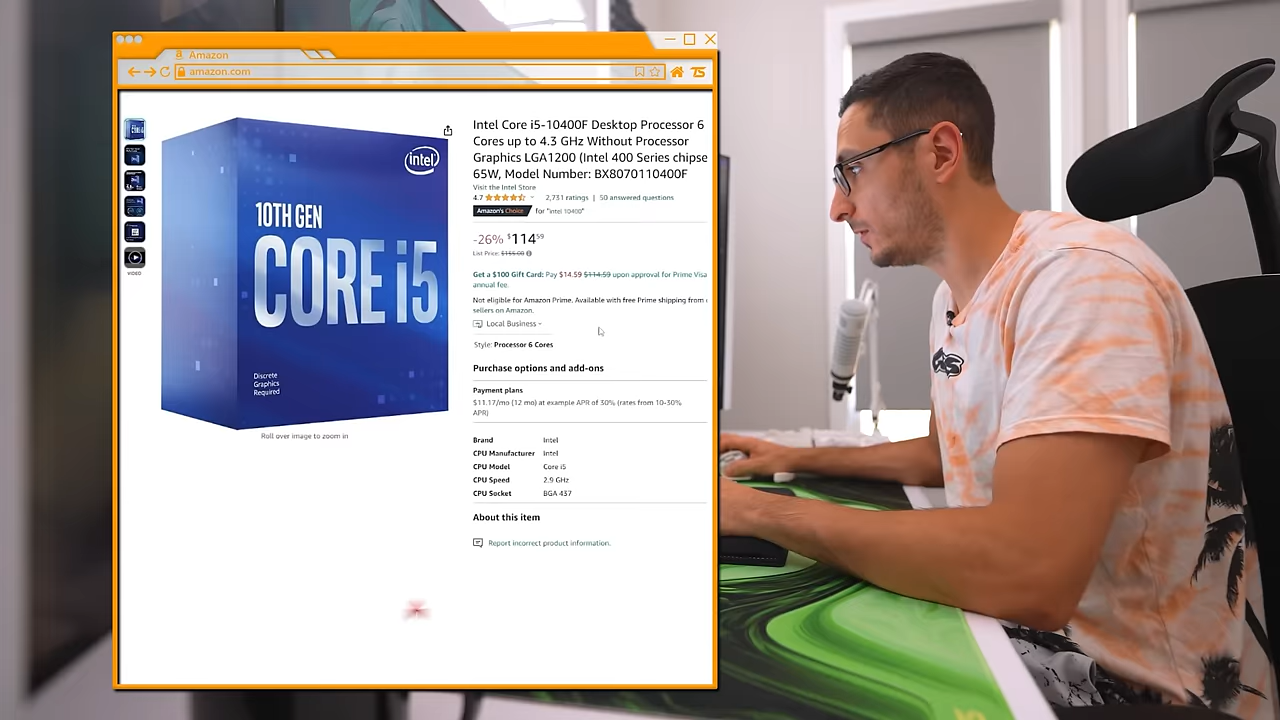 Amazon
amazon.com
TS
Intel Core i5-10400F Desktop Processor 6
Cores up to 4.3 GHz Without Processor
Graphics LGA1200 (Intel 400 Series chipse
65W, Model Number: BX8070110400F
Visit the Intel Store
4.7 2,731 ratings | 50 answered questions
Amazon's Choice for "intel 10400"
-26% $11459
List Price: $155.00
Get a $100 Gift Card: Pay $14.59 $114.59 upon approval for Prime Visa
annual fee.
Not eligible for Amazon Prime. Available with free Prime shipping from
sellers on Amazon.
Local Business
Style: Processor 6 Cores
Purchase options and add-ons
Payment plans
$11.17/mo (12 mo) at example APR of 30% (rates from 10-30%
APR)
Brand Intel
CPU Manufacturer Intel
CPU Model Core i5
CPU Speed 2.9 GHz
CPU Socket BGA 437
About this item
Report incorrect product information.
intel
10TH GEN
CORE i5
Discrete
Graphics
Required
VIDEO
Roll over image to zoom in